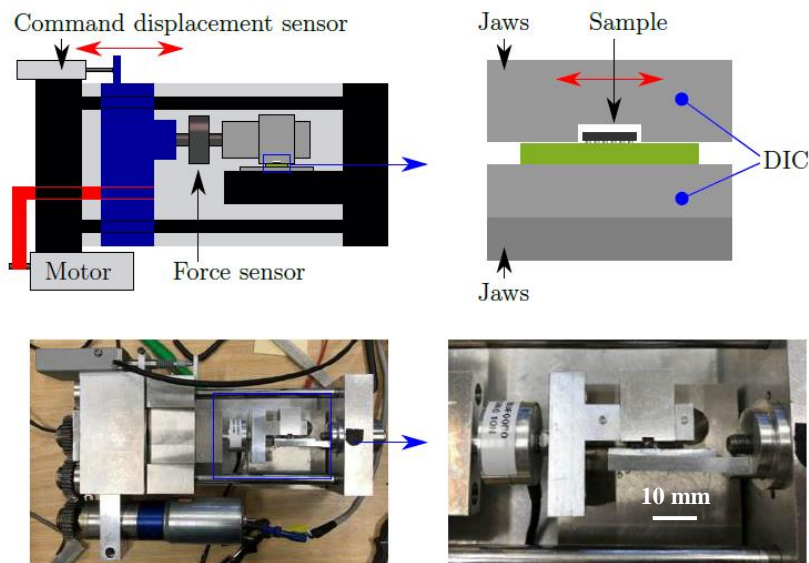 Command displacement sensor
Motor
Force sensor
Jaws
Sample
DIC
Jaws
10 mm